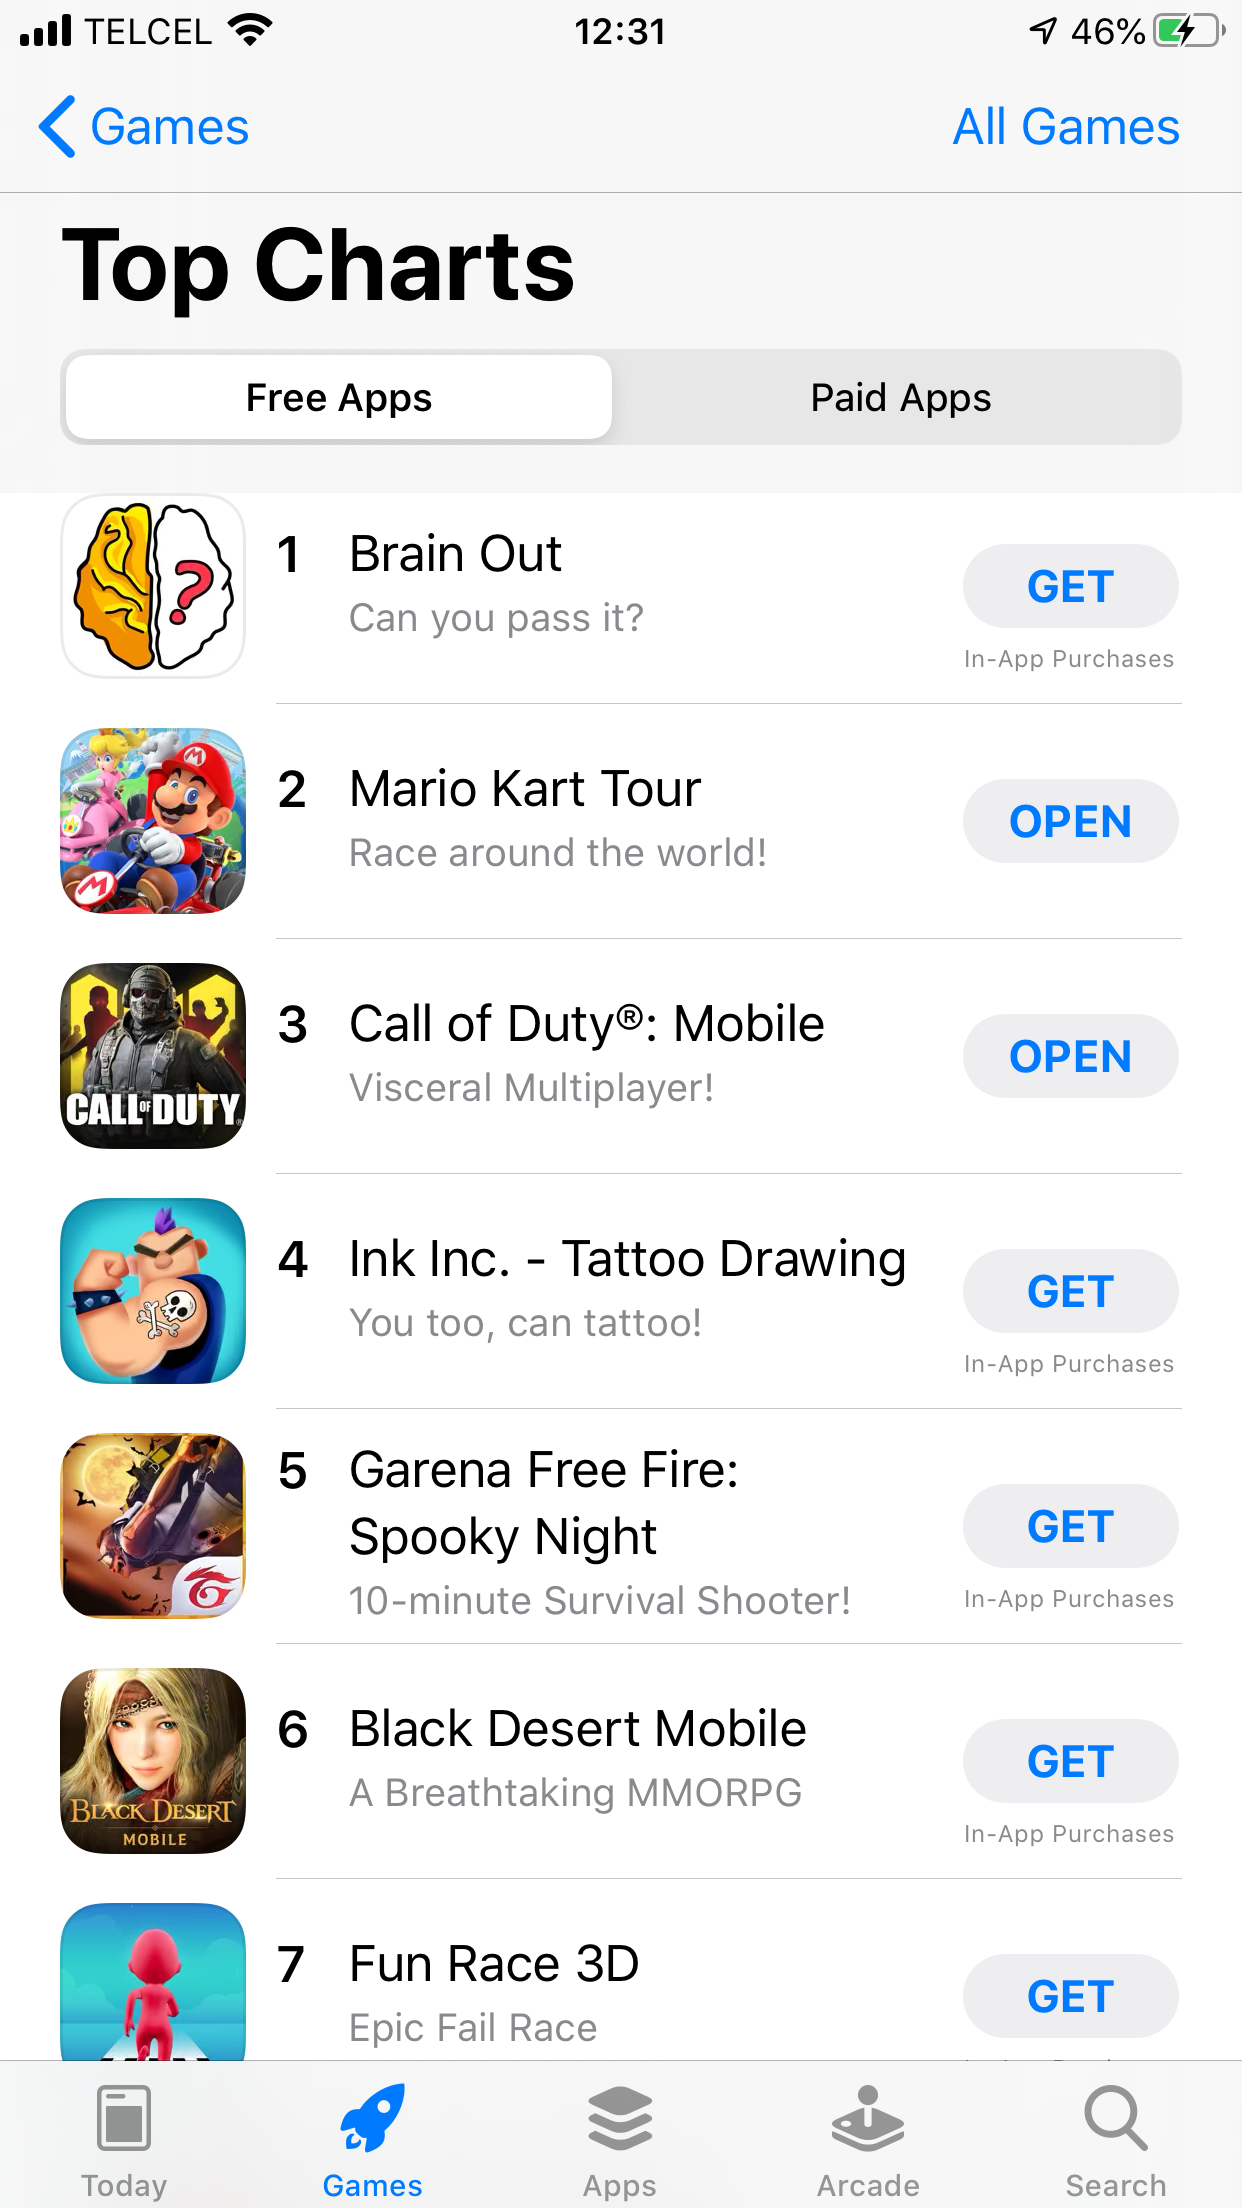 TELCEL 12:31 46%
Games All Games
Top Charts
Free Apps Paid Apps
1 Brain Out
Can you pass it?
GET
In-App Purchases
2 Mario Kart Tour
Race around the world!
OPEN
3 Call of Duty®: Mobile
Visceral Multiplayer!
OPEN
CALL OF DUTY®
4 Ink Inc. - Tattoo Drawing
You too, can tattoo!
GET
In-App Purchases
5 Garena Free Fire:
Spooky Night
10-minute Survival Shooter!
GET
In-App Purchases
6 Black Desert Mobile
A Breathtaking MMORPG
GET
In-App Purchases
BLACK DESERT
MOBILE
7 Fun Race 3D
Epic Fail Race
GET
Today Games Apps Arcade Search